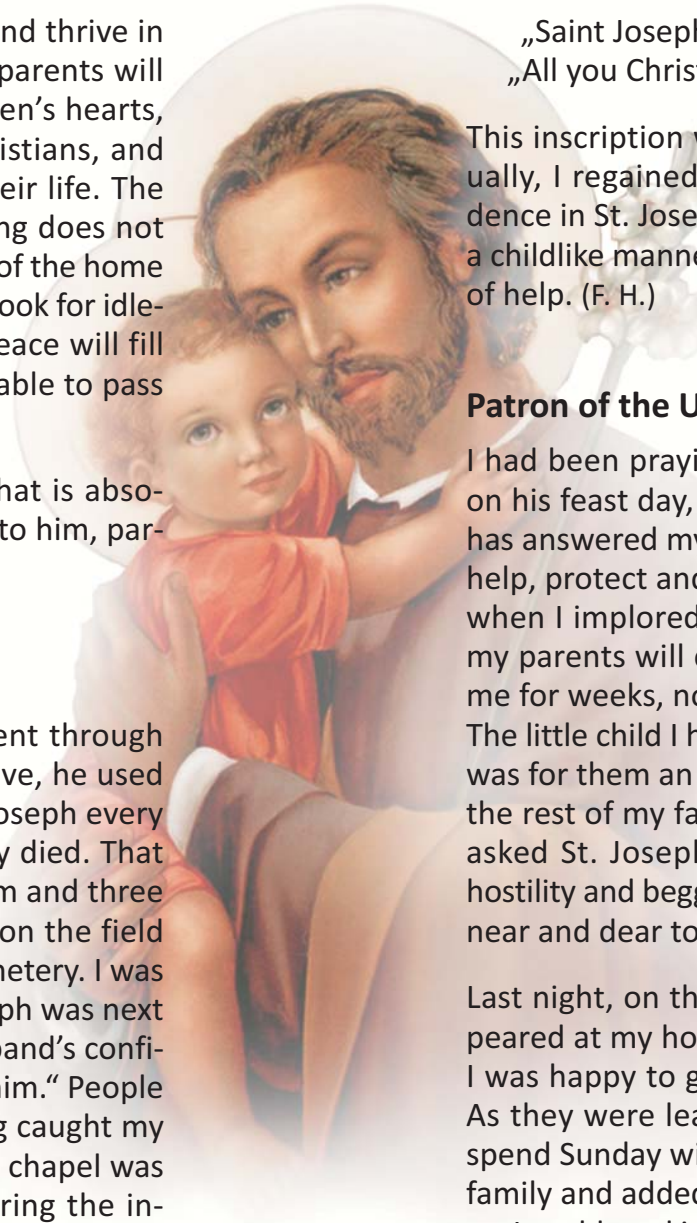 nd thrive in
parents will
en's hearts,
istians, and
eir life. The
ng does not
of the home
ook for idle-
eace will fill
able to pass
hat is abso-
to him, par-
ent through
ve, he used
oseph every
y died. That
m and three
on the field
netery. I was
ph was next
band's confi-
him.“ People
g caught my
chapel was
ring the in-
„Saint Joseph
„All you Christ
This inscription
ually, I regained
dence in St. Jose
a childlike manne
of help. (F. H.)
Patron of the U
I had been prayi
on his feast day,
has answered my
help, protect and
when I implored
my parents will
me for weeks, no
The little child I h
was for them an
the rest of my fa
asked St. Joseph
hostility and begg
near and dear to
Last night, on th
peared at my ho
I was happy to g
As they were lea
spend Sunday wi
family and added